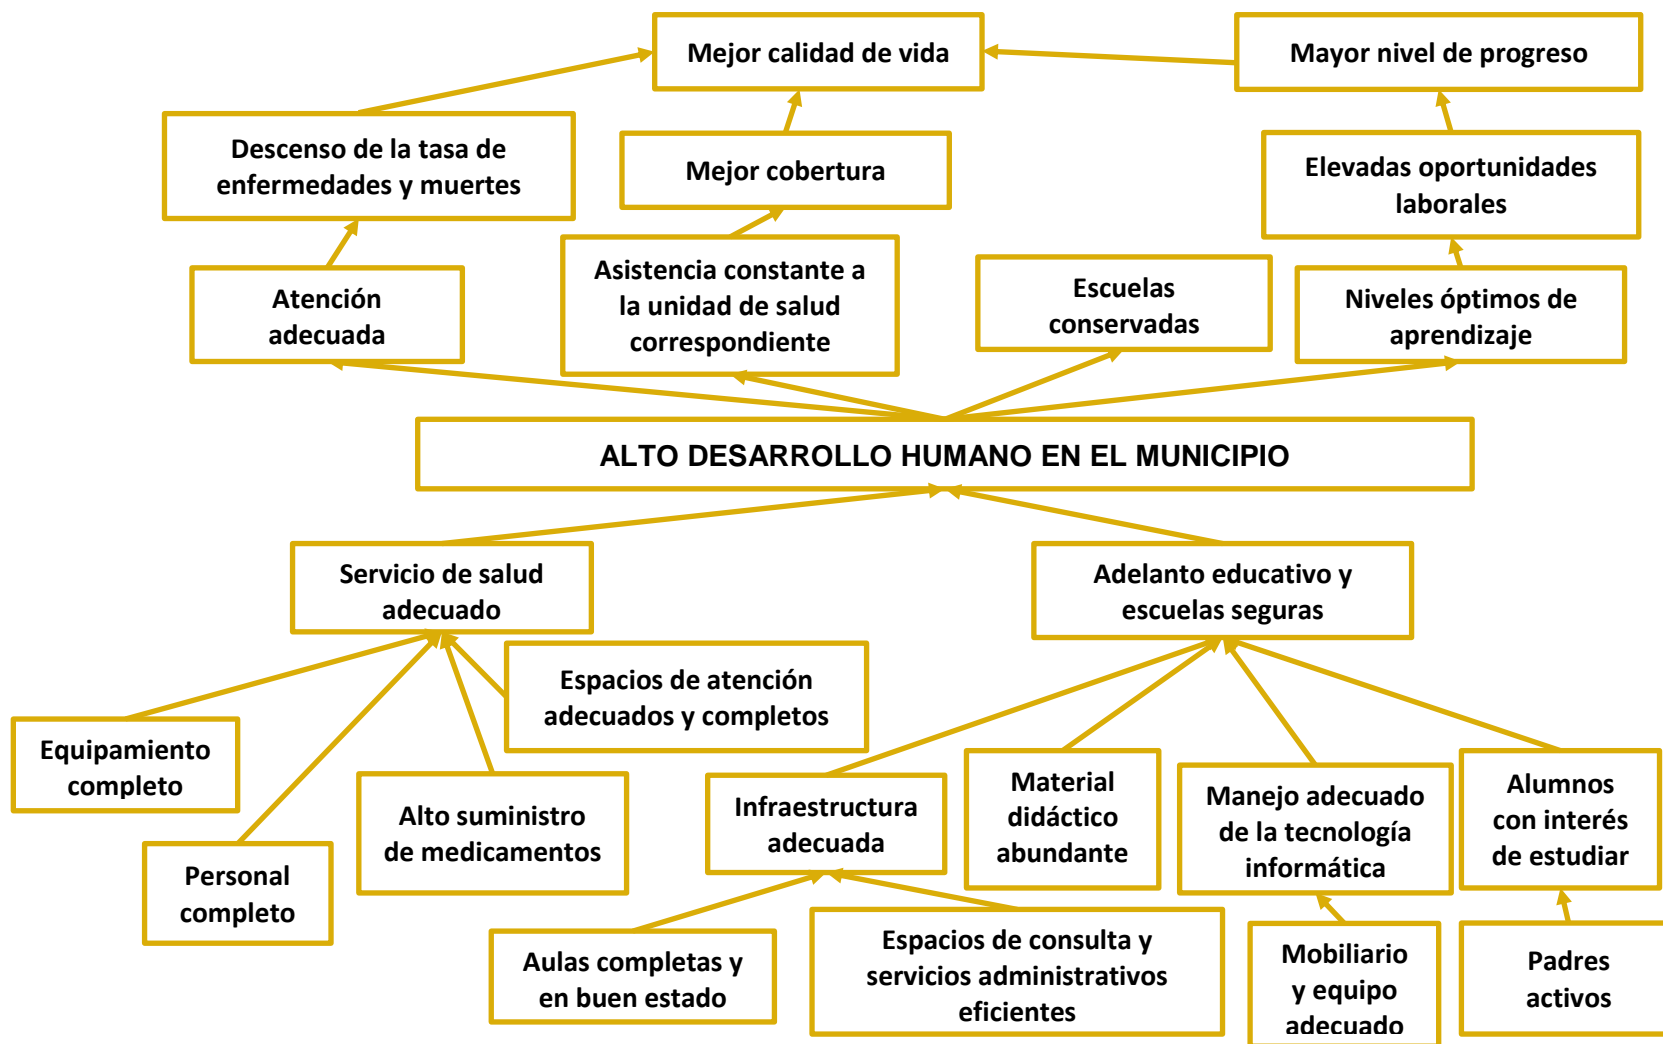 Mejor calidad de vida
Mayor nivel de progreso
Descenso de la tasa de
enfermedades y muertes
Mejor cobertura
Elevadas oportunidades
laborales
Atención
adecuada
Asistencia constante a
la unidad de salud
correspondiente
Escuelas
conservadas
Niveles óptimos de
aprendizaje
ALTO DESARROLLO HUMANO EN EL MUNICIPIO
Servicio de salud
adecuado
Adelanto educativo y
escuelas seguras
Espacios de atención
adecuados y completos
Equipamiento
completo
Alto suministro
de medicamentos
Personal
completo
Infraestructura
adecuada
Material
didáctico
abundante
Manejo adecuado
de la tecnología
informática
Alumnos
con interés
de estudiar
Aulas completas y
en buen estado
Espacios de consulta y
servicios administrativos
eficientes
Mobiliario
y equipo
adecuado
Padres
activos